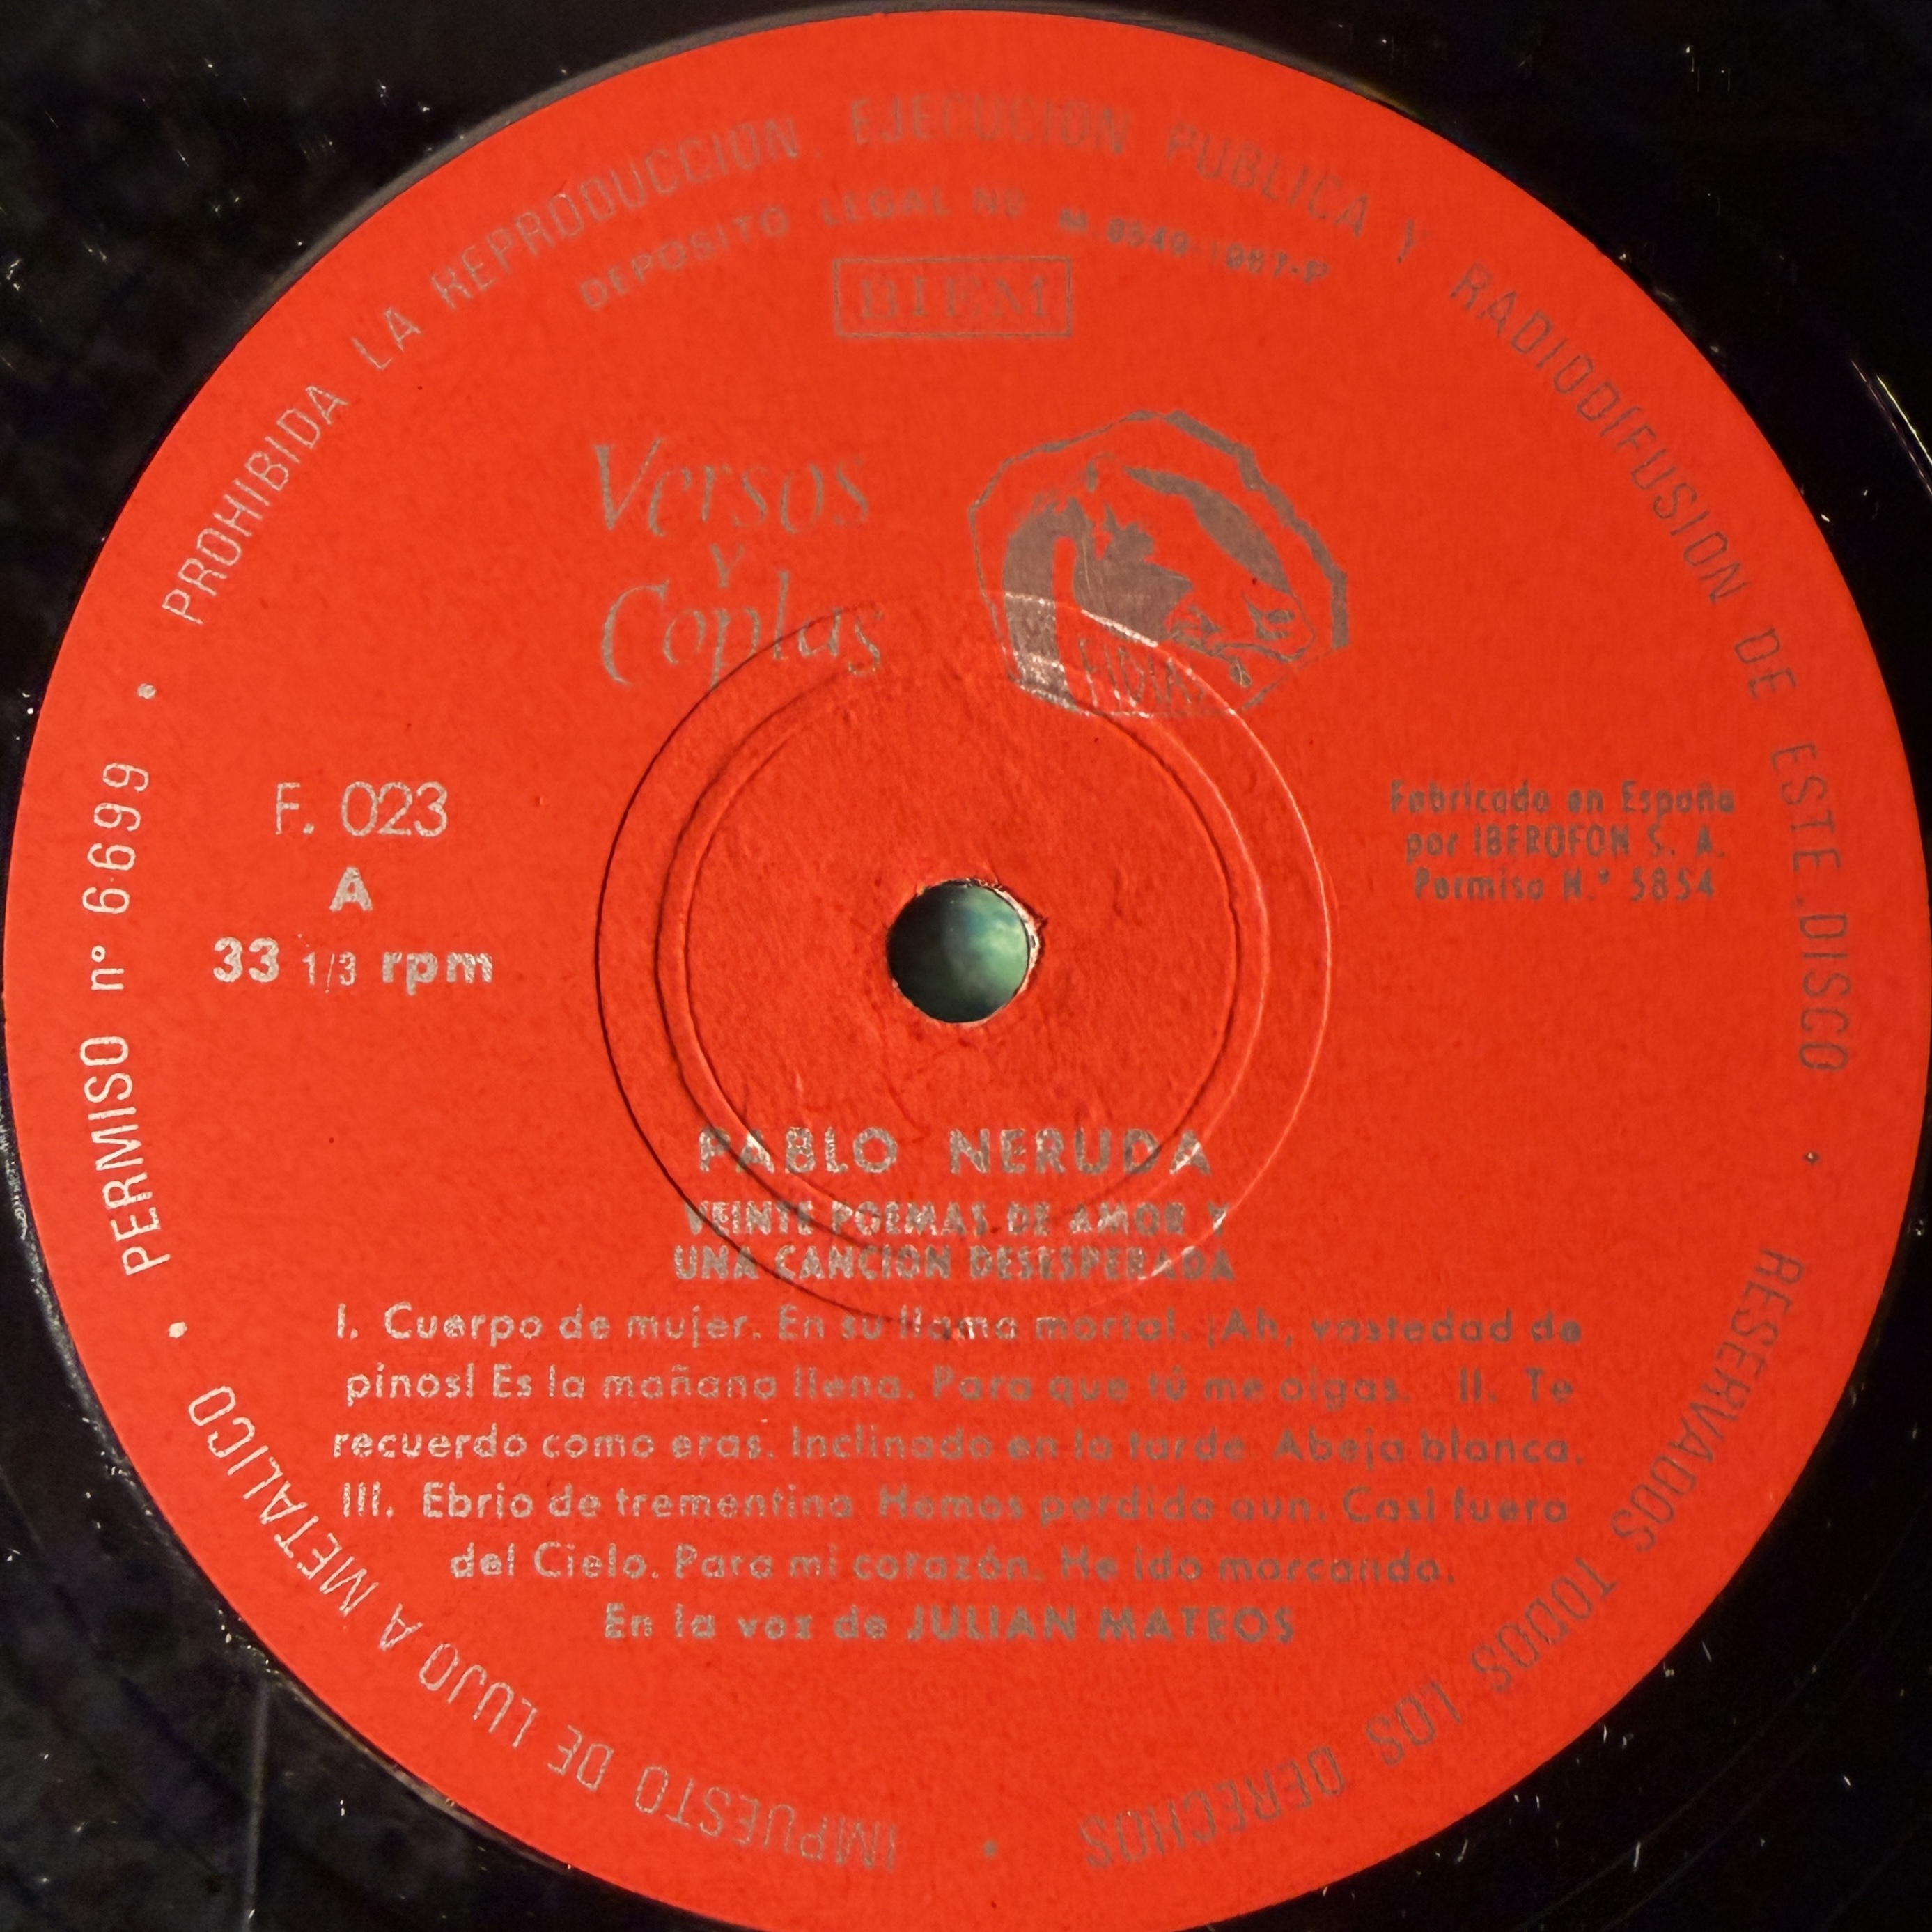 PROHIBIDA LA REPRODUCCION, EJECUCION PUBLICA Y RADIODIFUSION DE ESTE DISCO • RESERVADOS TODOS LOS DERECHOS • IMPUESTO DE LUJO A METALICO • PERMISO nº 6.699 •
DEPOSITO LEGAL Nº M. 8549-1967-P
BIEM
Versos
Y
Coplas
FIDIAS
F. 023
A
33 1/3 rpm
Fabricado en España
por IBEROFON S. A.
Permiso N.º 5854
PABLO NERUDA
VEINTE POEMAS DE AMOR Y
UNA CANCION DESESPERADA
I. Cuerpo de mujer. En su llama mortal. ¡Ah, vastedad de
pinos! Es la mañana llena. Para que tú me oigas. II. Te
recuerdo como eras. Inclinado en la tarde Abeja blanca.
III. Ebrio de trementina Hemos perdido aun. Casi fuera
del Cielo. Para mi corazón. He ido marcando.
En la voz de JULIAN MATEOS